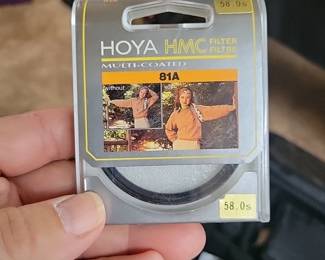 58.0s
HOYA HMC FILTER
FILTRE
MULTI-COATED
81A
without
58.0s